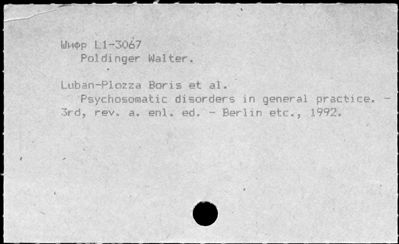 Шифр L1-3067
Poldinger Walter.
Luban-Plozza Boris et al.
Psychosomatic disorders in general practice. -
3rd, rev. a. enl. ed. - Berlin etc., 1992.